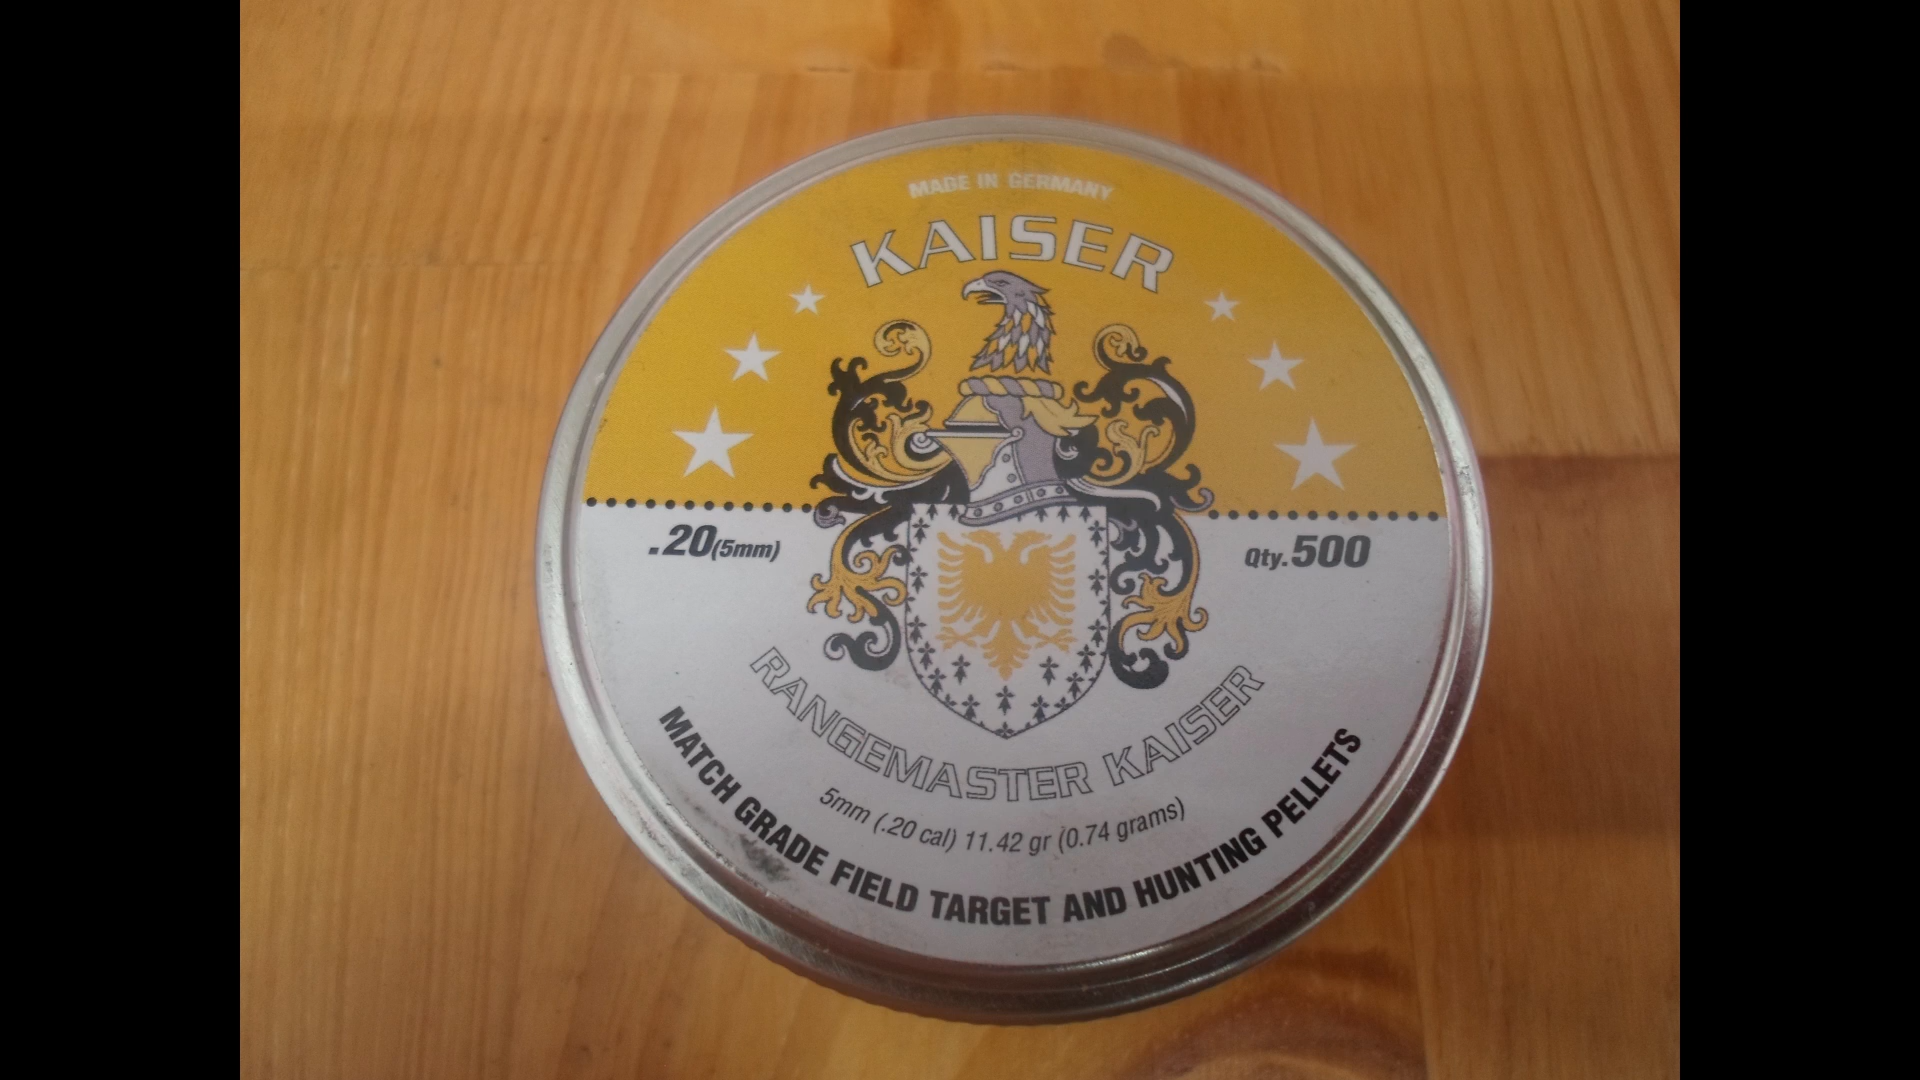 MADE IN GERMANY
KAISER
.20(5mm)
Qty.500
RANGEMASTER KAISER
5mm (.20 cal) 11.42 gr (0.74 grams)
MATCH GRADE FIELD TARGET AND HUNTING PELLETS